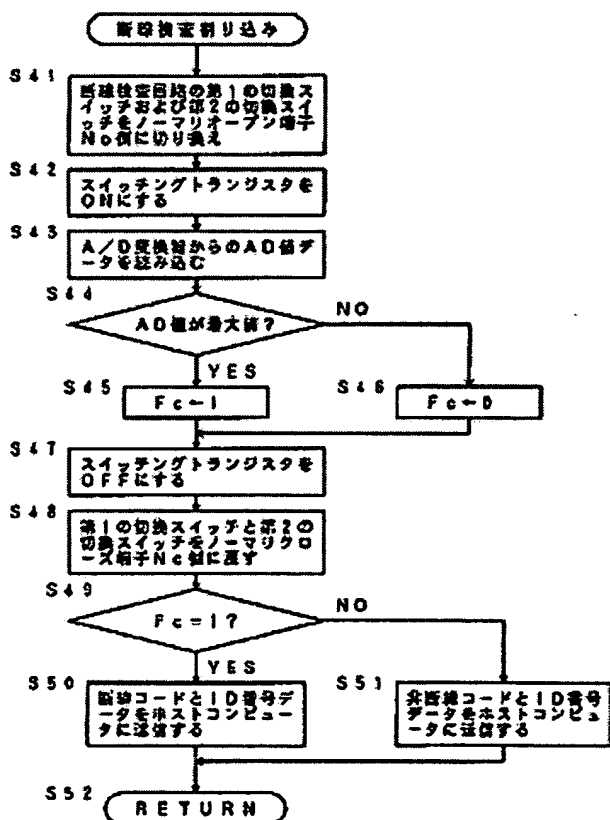 断球検査割り込み
S41
断球検査回路の第1の切換ス
イッチおよび第2の切換スイ
ッチをノーマリオープン端子
No側に切り換え
S42
スイッチングトランジスタを
ONにする
S43
A/D変換器からのAD値デ
ータを読み込む
S44
AD値が最大値?
NO
YES
S45
Fc←1
S46
Fc←0
S47
スイッチングトランジスタを
OFFにする
S48
第1の切換スイッチと第2の
切換スイッチをノーマリクロ
ーズ端子Nc側に戻す
S49
Fc=1?
NO
YES
S50
断球コードとID番号デ
ータをホストコンピュー
タに送信する
S51
非断球コードとID番号
データをホストコンピュ
ータに送信する
S52
RETURN